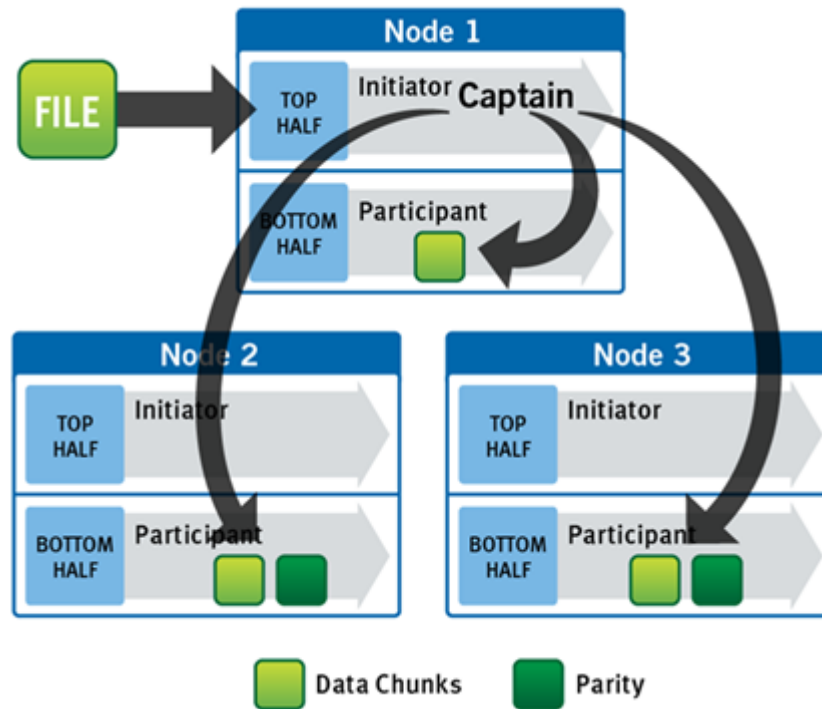 Node 1
FILE
TOP
HALF
Initiator
Captain
BOTTOM
HALF
Participant
Node 2
TOP
HALF
Initiator
BOTTOM
HALF
Participant
Node 3
TOP
HALF
Initiator
BOTTOM
HALF
Participant
Data Chunks
Parity